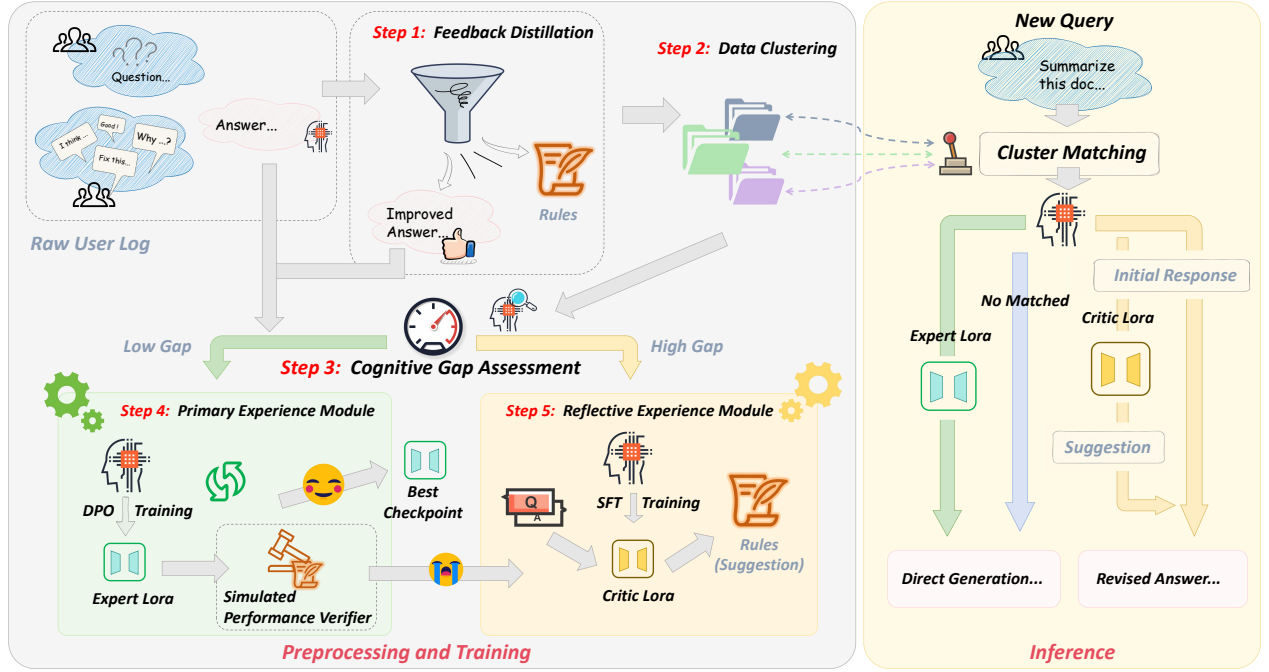 Question...
I think ...
Good !
Why ...?
Fix this...
Answer...
Raw User Log
Step 1: Feedback Distillation
Improved
Answer...
Rules
Step 2: Data Clustering
Low Gap
High Gap
Step 3: Cognitive Gap Assessment
Step 4: Primary Experience Module
DPO Training
Expert Lora
Simulated
Performance Verifier
Best
Checkpoint
Step 5: Reflective Experience Module
Q
A
SFT Training
Critic Lora
Rules
(Suggestion)
Preprocessing and Training
New Query
Summarize
this doc...
Cluster Matching
Initial Response
No Matched
Expert Lora
Critic Lora
Suggestion
Direct Generation...
Revised Answer...
Inference